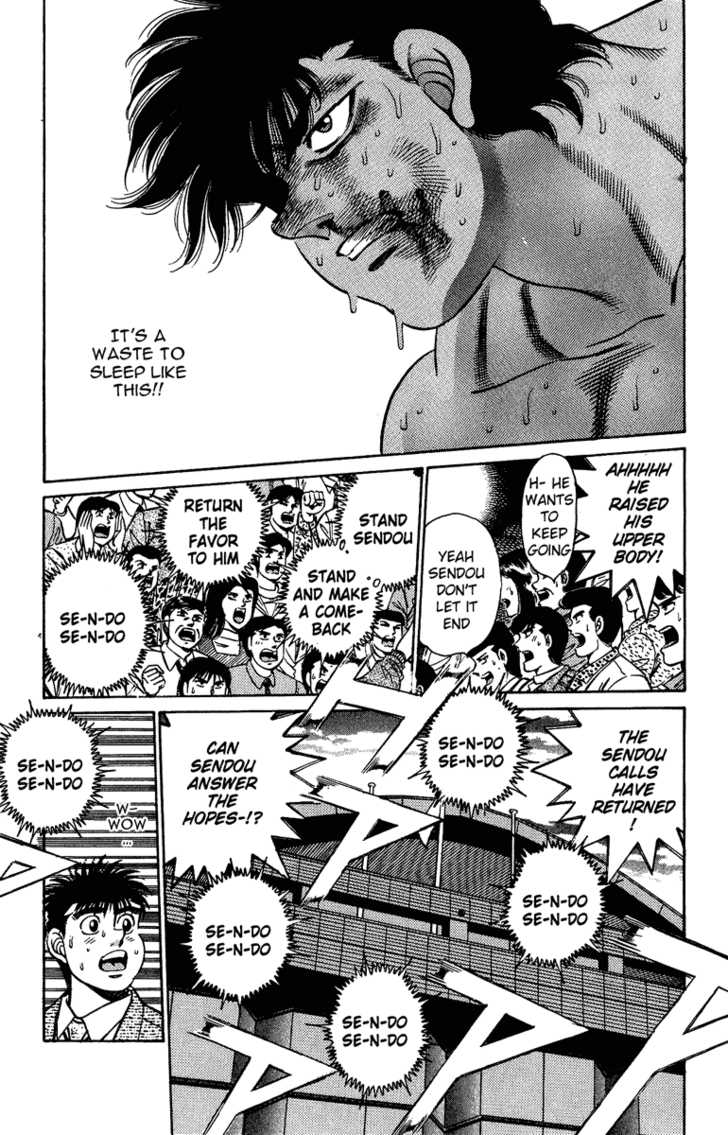 IT'S A
WASTE TO
SLEEP LIKE
THIS!!
AHHHHH
HE
RAISED
HIS
UPPER
BODY!
H- HE
WANTS
TO
KEEP
GOING
YEAH
SENDOU
DON'T
LET IT
END
STAND
SENDOU
RETURN
THE
FAVOR
TO HIM
STAND
AND MAKE
A COME-
BACK
SE-N-DO
SE-N-DO
THE
SENDOU
CALLS
HAVE
RETURNED
!
SE-N-DO
SE-N-DO
CAN
SENDOU
ANSWER
THE
HOPES-!?
SE-N-DO
SE-N-DO
SE-N-DO
SE-N-DO
SE-N-DO
SE-N-DO
SE-N-DO
SE-N-DO
W-
WOW
...